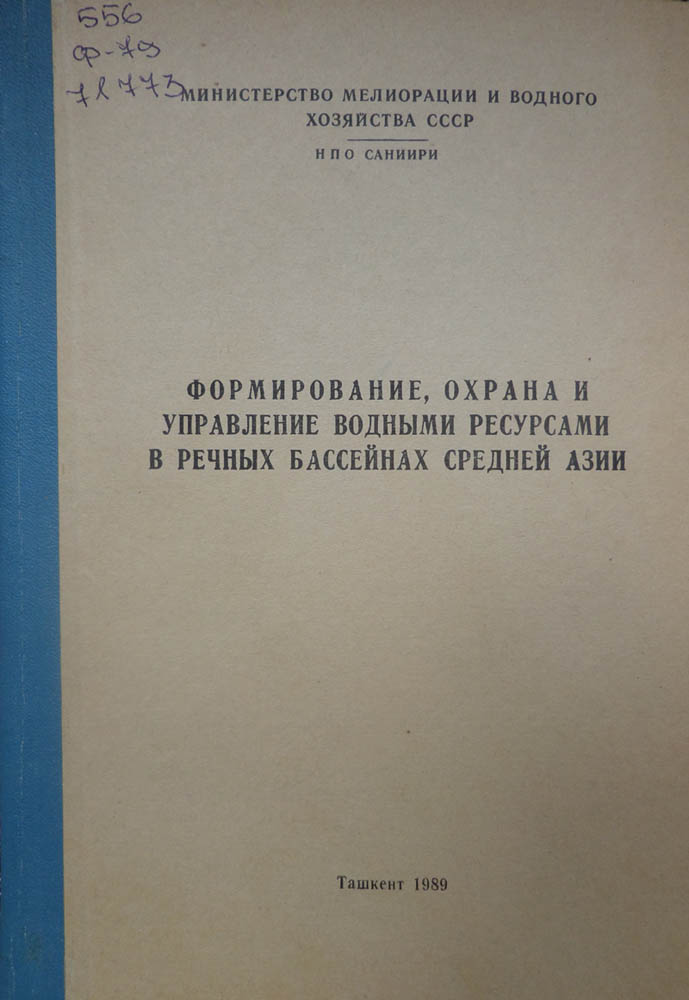 556
Ф-79
МИНИСТЕРСТВО МЕЛИОРАЦИИ И ВОДНОГО
ХОЗЯЙСТВА СССР
НПО САНИИРИ
ФОРМИРОВАНИЕ, ОХРАНА И
УПРАВЛЕНИЕ ВОДНЫМИ РЕСУРСАМИ
В РЕЧНЫХ БАССЕЙНАХ СРЕДНЕЙ АЗИИ
Ташкент 1989